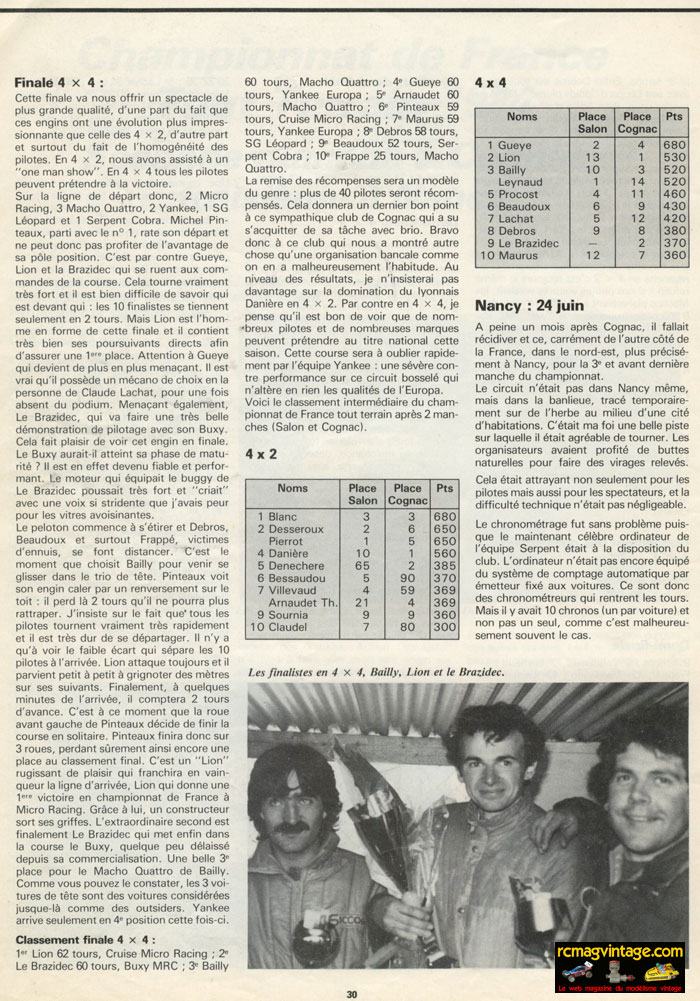 Finale 4 × 4 :
Cette finale va nous offrir un spectacle de
plus grande qualité, d'une part du fait que
ces engins ont une évolution plus impres-
sionnante que celle des 4 × 2, d'autre part
et surtout du fait de l'homogénéité des
pilotes. En 4 × 2, nous avons assisté à un
"one man show". En 4 × 4 tous les pilotes
peuvent prétendre à la victoire.
Sur la ligne de départ donc, 2 Micro
Racing, 3 Macho Quattro, 2 Yankee, 1 SG
Léopard et 1 Serpent Cobra. Michel Pin-
teaux, parti avec le n° 1, rate son départ et
ne peut donc pas profiter de l'avantage de
sa pôle position. C'est par contre Gueye,
Lion et la Brazidec qui se ruent aux com-
mandes de la course. Cela tourne vraiment
très fort et il est bien difficile de savoir qui
est devant qui : les 10 finalistes se tiennent
seulement en 2 tours. Mais Lion est l'hom-
me en forme de cette finale et il contient
très bien ses poursuivants directs afin
d'assurer une 1ere place. Attention à Gueye
qui devient de plus en plus menaçant. Il est
vrai qu'il possède un mécano de choix en la
personne de Claude Lachat, pour une fois
absent du podium. Menaçant également,
Le Brazidec, qui va faire une très belle
démonstration de pilotage avec son Buxy.
Cela fait plaisir de voir cet engin en finale.
Le Buxy aurait-il atteint sa phase de matu-
rité ? Il est en effet devenu fiable et perfor-
mant. Le moteur qui équipait le buggy de
Le Brazidec poussait très fort et "criait"
avec une voix si stridente que j'avais peur
pour les vitres avoisinantes.
Le peloton commence à s'étirer et Debros,
Beaudoux et surtout Frappé, victimes
d'ennuis, se font distancer. C'est le
moment que choisit Bailly pour venir se
glisser dans le trio de tête. Pinteaux voit
son engin caler par un renversement sur le
toit : il perd là 2 tours qu'il ne pourra plus
rattraper. J'insiste sur le fait que tous les
pilotes tournent vraiment très rapidement
et il est très dur de se départager. Il n'y a
qu'à voir le faible écart qui sépare les 10
pilotes à l'arrivée. Lion attaque toujours et il
parvient petit à petit à grignoter des mètres
sur ses suivants. Finalement, à quelques
minutes de l'arrivée, il comptera 2 tours
d'avance. C'est à ce moment que la roue
avant gauche de Pinteaux décide de finir la
course en solitaire. Pinteaux finira donc sur
3 roues, perdant sûrement ainsi encore une
place au classement final. C'est un "Lion"
rugissant de plaisir qui franchira en vain-
queur la ligne d'arrivée, Lion qui donne une
1ere victoire en championnat de France à
Micro Racing. Grâce à lui, un constructeur
sort ses griffes. L'extraordinaire second est
finalement Le Brazidec qui met enfin dans
la course le Buxy, quelque peu délaissé
depuis sa commercialisation. Une belle 3e
place pour le Macho Quattro de Bailly.
Comme vous pouvez le constater, les 3 voi-
tures de tête sont des voitures considérées
jusque-là comme des outsiders. Yankee
arrive seulement en 4e position cette fois-ci.
Classement finale 4 × 4 :
1er Lion 62 tours, Cruise Micro Racing ; 2e
Le Brazidec 60 tours, Buxy MRC ; 3e Bailly
60 tours, Macho Quattro ; 4e Gueye 60
tours, Yankee Europa ; 5e Arnaudet 60
tours, Macho Quattro ; 6e Pinteaux 59
tours, Cruise Micro Racing ; 7e Maurus 59
tours, Yankee Europa ; 8e Debros 58 tours,
SG Léopard ; 9e Beaudoux 52 tours, Ser-
pent Cobra ; 10e Frappe 25 tours, Macho
Quattro.
La remise des récompenses sera un modèle
du genre : plus de 40 pilotes seront récom-
pensés. Cela donnera un dernier bon point
à ce sympathique club de Cognac qui a su
s'acquitter de sa tâche avec brio. Bravo
donc à ce club qui nous a montré autre
chose qu'une organisation bancale comme
on en a malheureusement l'habitude. Au
niveau des résultats, je n'insisterai pas
davantage sur la domination du lyonnais
Danière en 4 × 2. Par contre en 4 × 4, je
pense qu'il est bon de voir que de nom-
breux pilotes et de nombreuses marques
peuvent prétendre au titre national cette
saison. Cette course sera à oublier rapide-
ment par l'équipe Yankee : une sévère con-
tre performance sur ce circuit bosselé qui
n'altère en rien les qualités de l'Europa.
Voici le classement intermédiaire du cham-
pionnat de France tout terrain après 2 man-
ches (Salon et Cognac).
4 x 2
Noms Place Salon Place Cognac Pts
1 Blanc 3 3 680
2 Desseroux 2 6 650
Pierrot 1 5 650
4 Danière 10 1 560
5 Denechere 65 2 385
6 Bessaudou 5 90 370
7 Villevaud 4 59 369
Arnaudet Th. 21 4 369
9 Sournia 9 9 360
10 Claudel 7 80 300
4 x 4
Noms Place Salon Place Cognac Pts
1 Gueye 2 4 680
2 Lion 13 1 530
3 Bailly 10 3 520
Leynaud 1 14 520
5 Procost 4 11 460
6 Beaudoux 6 9 430
7 Lachat 5 12 420
8 Debros 9 8 380
9 Le Brazidec — 2 370
10 Maurus 12 7 360
Nancy : 24 juin
A peine un mois après Cognac, il fallait
récidiver et ce, carrément de l'autre côté de
la France, dans le nord-est, plus précisé-
ment à Nancy, pour la 3e et avant dernière
manche du championnat.
Le circuit n'était pas dans Nancy même,
mais dans la banlieue, tracé temporaire-
ment sur de l'herbe au milieu d'une cité
d'habitations. C'était ma foi une belle piste
sur laquelle il était agréable de tourner. Les
organisateurs avaient profité de buttes
naturelles pour faire des virages relevés.
Cela était attrayant non seulement pour les
pilotes mais aussi pour les spectateurs, et la
difficulté technique n'était pas négligeable.
Le chronométrage fut sans problème puis-
que le maintenant célèbre ordinateur de
l'équipe Serpent était à la disposition du
club. L'ordinateur n'était pas encore équipé
du système de comptage automatique par
émetteur fixé aux voitures. Ce sont donc
des chronométreurs qui rentrent les tours.
Mais il y avait 10 chronos (un par voiture) et
non pas un seul, comme c'est malheureu-
sement souvent le cas.
Les finalistes en 4 × 4, Bailly, Lion et le Brazidec.
rcmagvintage.com
Le web magazine du modélisme vintage
30